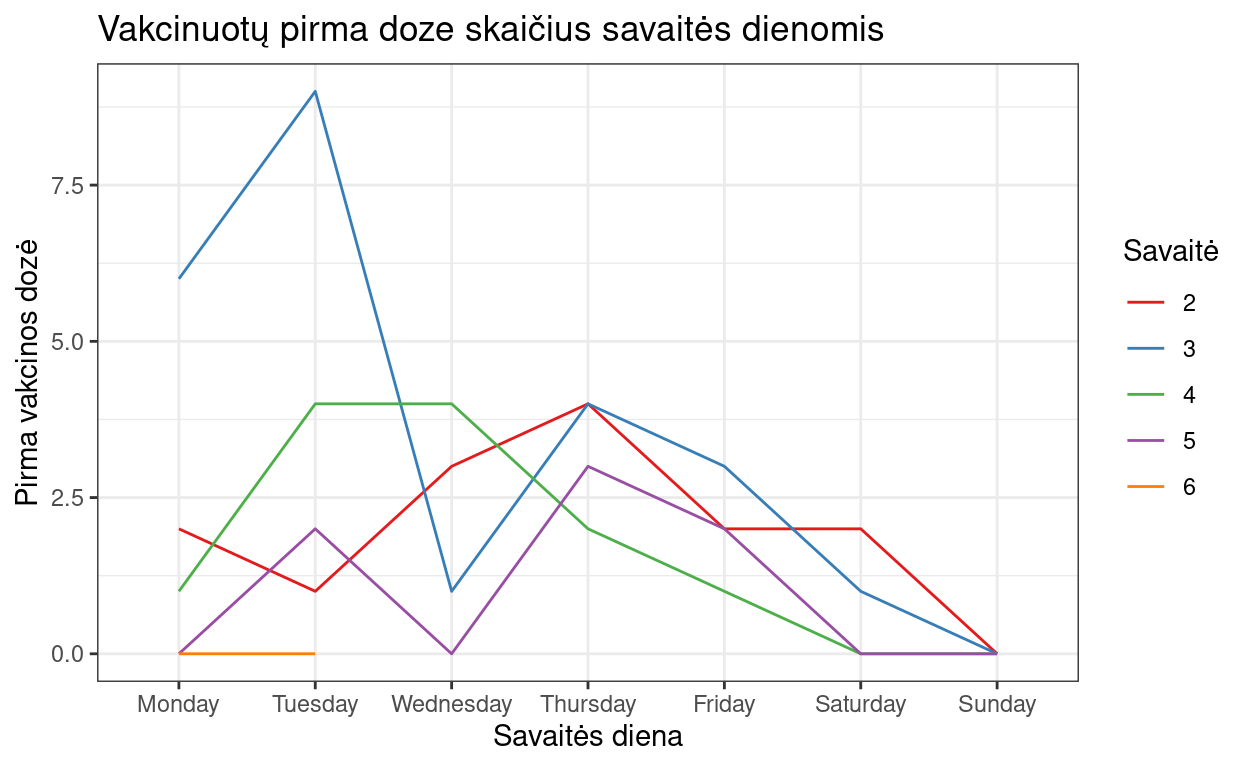 Vakcinuotų pirma doze skaičius savaitės dienomis
Pirma vakcinos dozė
7.5
5.0
2.5
0.0
Monday Tuesday Wednesday Thursday Friday Saturday Sunday
Savaitės diena
Savaitė
2
3
4
5
6